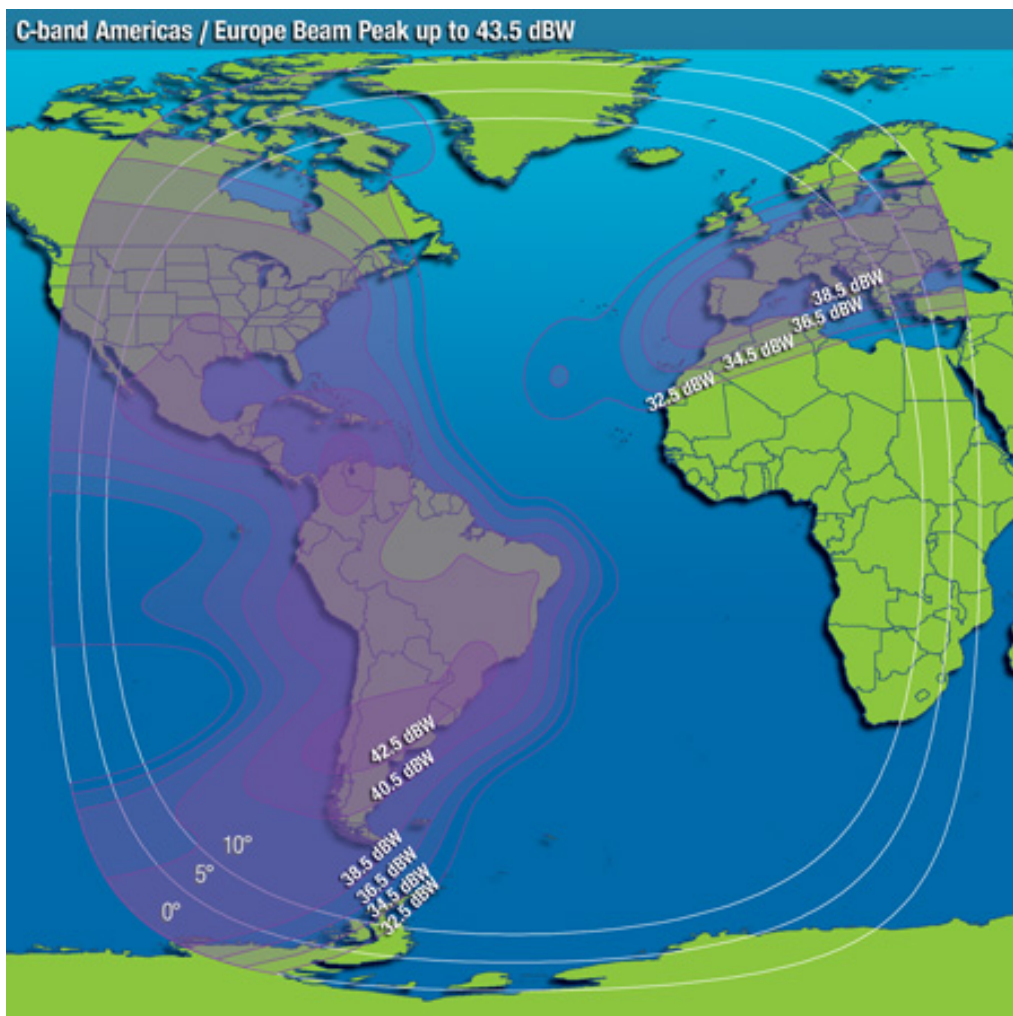 C-band Americas / Europe Beam Peak up to 43.5 dBW
38.5 dBW
36.5 dBW
34.5 dBW
32.5 dBW
42.5 dBW
40.5 dBW
10°
5°
0°
38.5 dBW
36.5 dBW
34.5 dBW
32.5 dBW